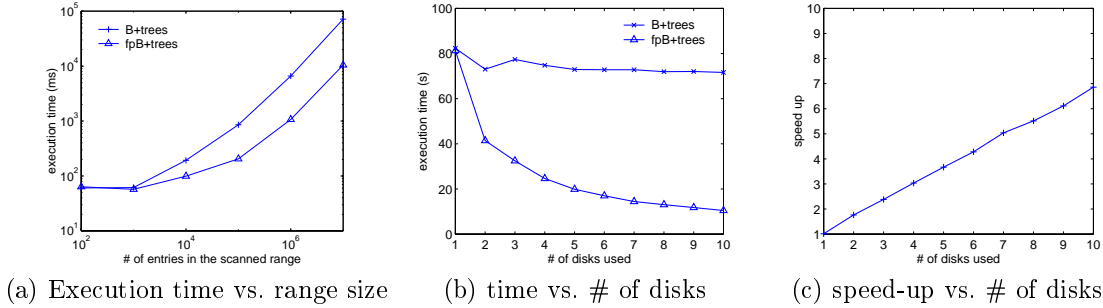 10^5
10^4
10^3
10^2
10^1
execution time (ms)
B+trees
fpB+trees
10^2
10^4
10^6
# of entries in the scanned range
(a) Execution time vs. range size
100
80
60
40
20
0
execution time (s)
B+trees
fpB+trees
1 2 3 4 5 6 7 8 9 10
# of disks used
(b) time vs. # of disks
10
9
8
7
6
5
4
3
2
1
speed up
1 2 3 4 5 6 7 8 9 10
# of disks used
(c) speed-up vs. # of disks